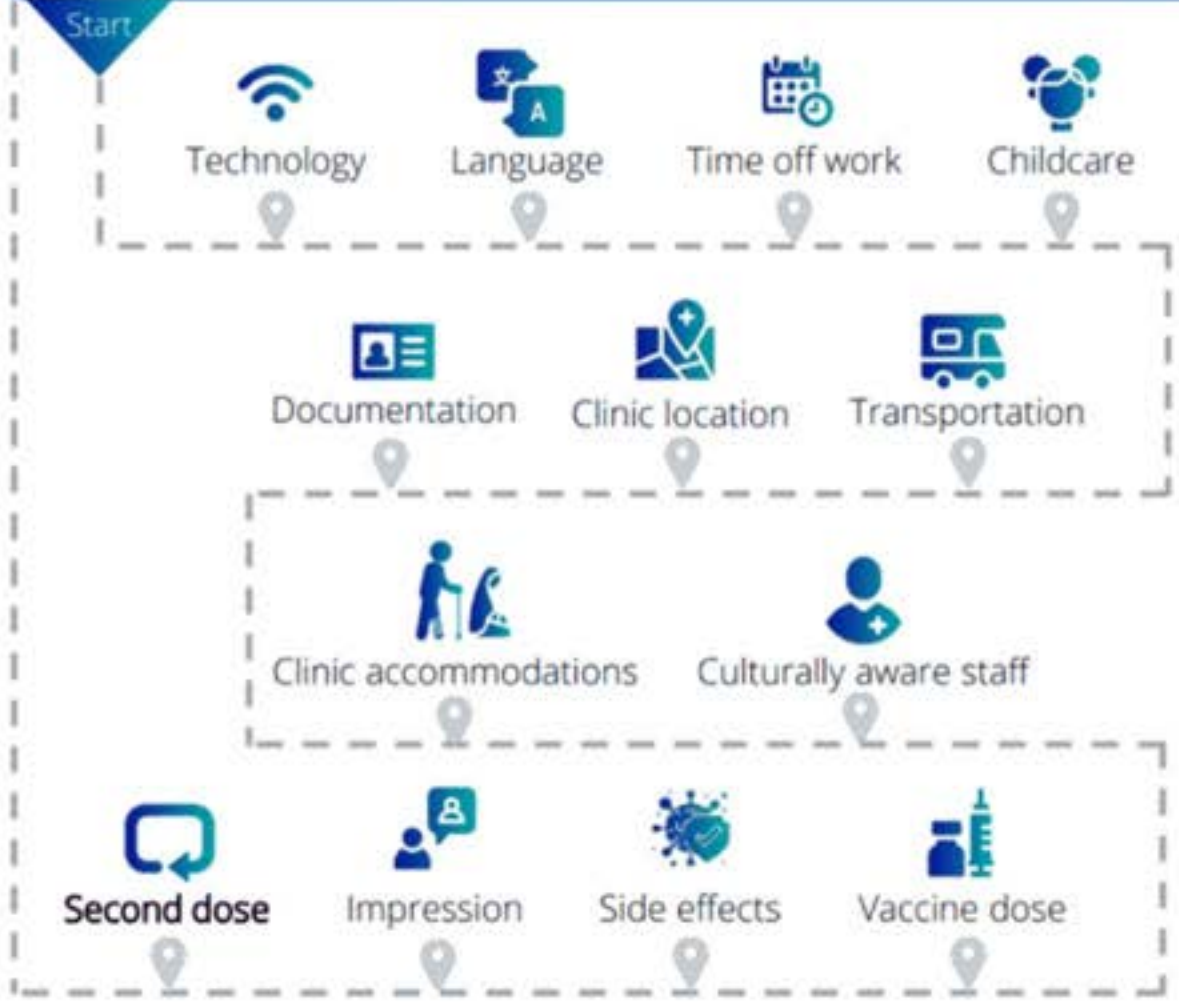 Start
Technology
Language
Time off work
Childcare
Documentation
Clinic location
Transportation
Clinic accommodations
Culturally aware staff
Second dose
Impression
Side effects
Vaccine dose
文
A